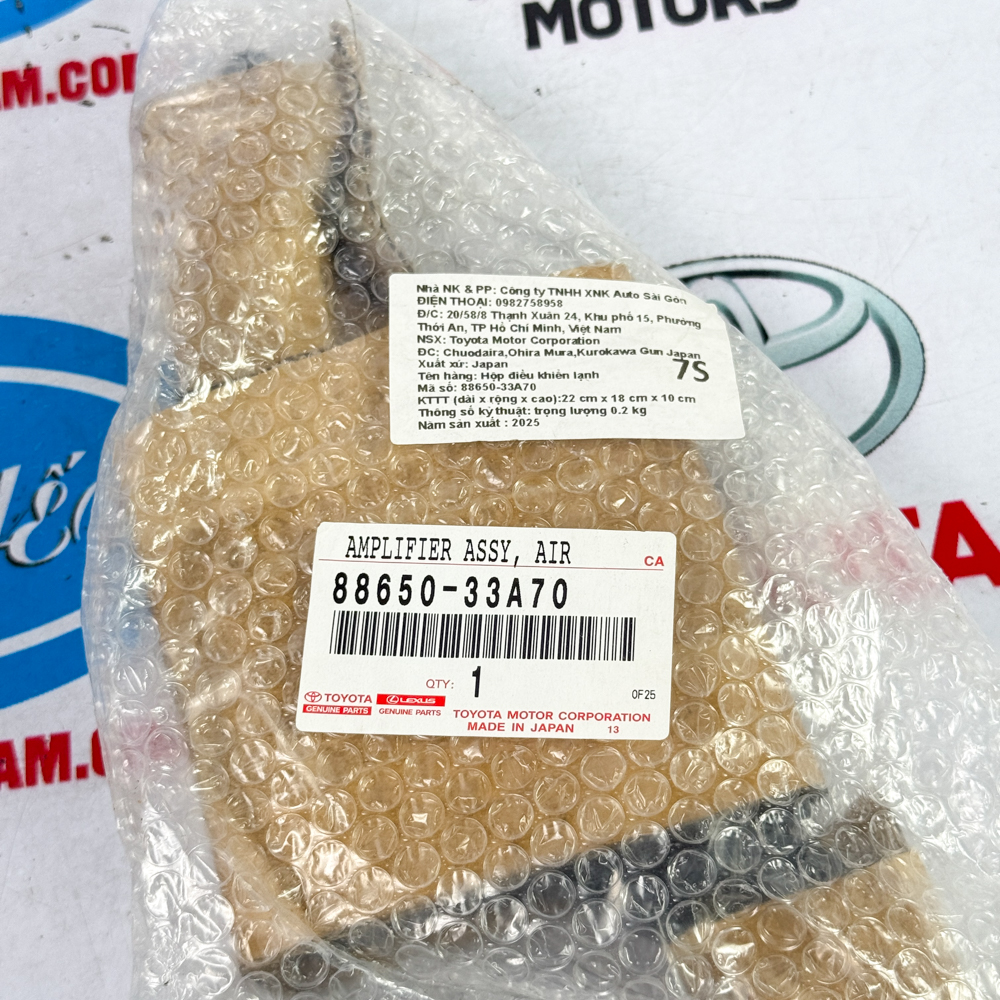 MOTORS
AM.CO
Nhà NK & PP: Công ty TNHH XNK Auto Sài Gòn
ĐIỆN THOẠI: 0982758958
Đ/C: 20/58/8 Thạnh Xuân 24, Khu phố 15, Phường
Thới An, TP Hồ Chí Minh, Việt Nam
NSX: Toyota Motor Corporation
ĐC: Chuodaira,Ohira Mura,Kurokawa Gun Japan
Xuất xứ: Japan
7S
Tên hàng: Hộp điều khiển lạnh
Mã số: 88650-33A70
KTTT (dài x rộng x cao):22 cm x 18 cm x 10 cm
Thông số kỹ thuật: trọng lượng 0.2 kg
Năm sản xuất : 2025
AMPLIFIER ASSY, AIR
CA
88650-33A70
QTY: 1
0F25
TOYOTA LEXUS
GENUINE PARTS GENUINE PARTS
TOYOTA MOTOR CORPORATION
MADE IN JAPAN 13
TA
AM.